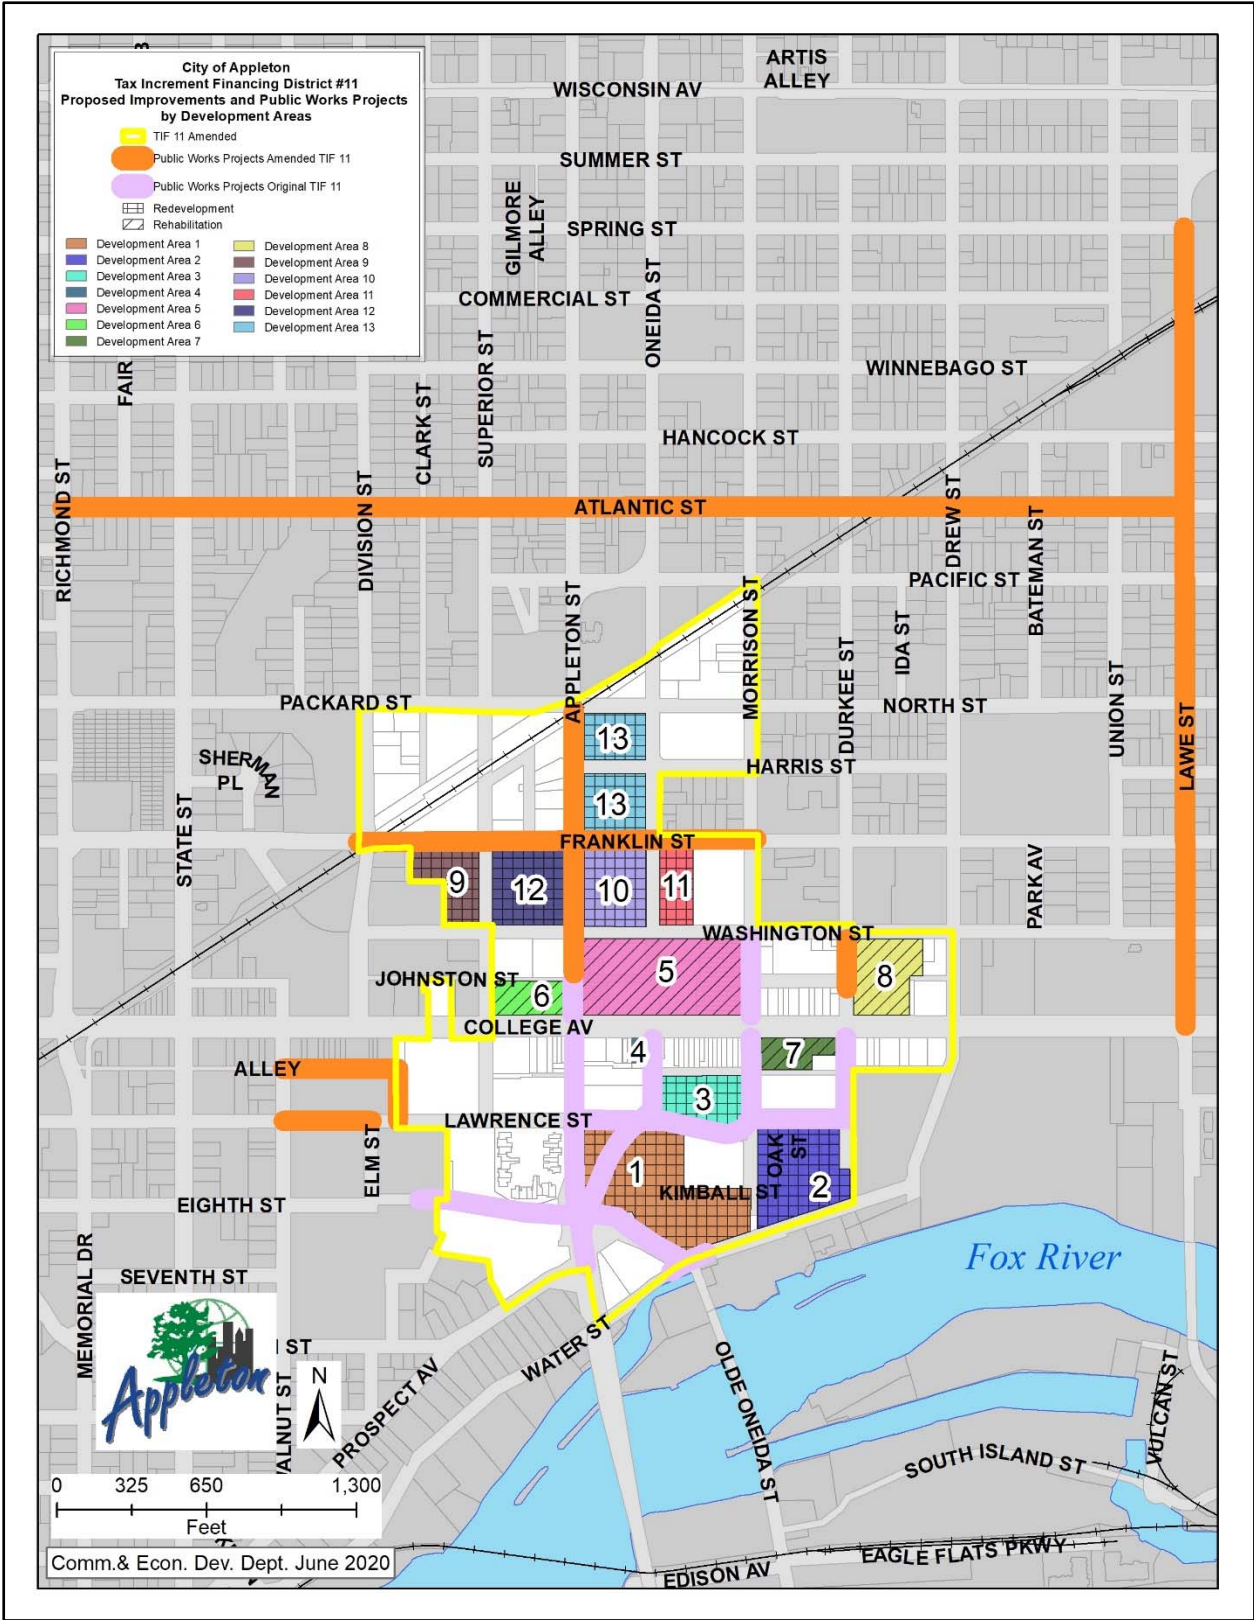 City of Appleton
Tax Increment Financing District #11
Proposed Improvements and Public Works Projects
by Development Areas
TIF 11 Amended
Public Works Projects Amended TIF 11
Public Works Projects Original TIF 11
Redevelopment
Rehabilitation
Development Area 1
Development Area 2
Development Area 3
Development Area 4
Development Area 5
Development Area 6
Development Area 7
Development Area 8
Development Area 9
Development Area 10
Development Area 11
Development Area 12
Development Area 13
ARTIS
ALLEY
WISCONSIN AV
SUMMER ST
GILMORE
ALLEY
SPRING ST
COMMERCIAL ST
ONEIDA ST
WINNEBAGO ST
FAIR
CLARK ST
SUPERIOR ST
HANCOCK ST
RICHMOND ST
DIVISION ST
ATLANTIC ST
DREW ST
BATEMAN ST
PACIFIC ST
APPLETON ST
MORRISON ST
DURKEE ST
IDA ST
UNION ST
PACKARD ST
NORTH ST
LAWE ST
SHERMAN
PL
13
HARRIS ST
STATE ST
13
FRANKLIN ST
PARK AV
9
12
10
11
WASHINGTON ST
JOHNSTON ST
5
8
6
COLLEGE AV
4
7
ALLEY
3
LAWRENCE ST
ELM ST
OAK
ST
1
KIMBALL ST
2
EIGHTH ST
MEMORIAL DR
SEVENTH ST
Fox River
WATER ST
Appleton
ST
N
PROSPECT AV
OLDE ONEIDA ST
VULCAN ST
SOUTH ISLAND ST
0 325 650 1,300
Feet
Comm.& Econ. Dev. Dept. June 2020
EDISON AV
EAGLE FLATS PKWY